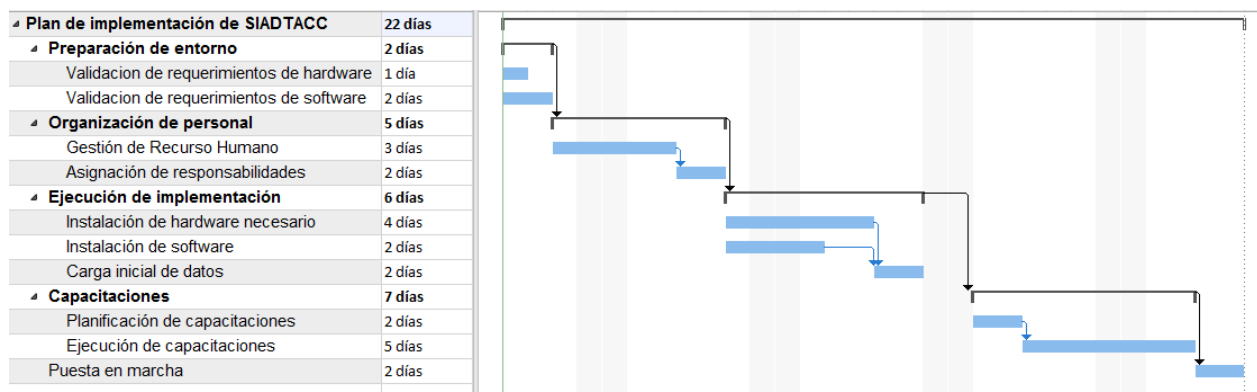 Plan de implementación de SIADTACC 22 días
Preparación de entorno 2 días
Validacion de requerimientos de hardware 1 día
Validacion de requerimientos de software 2 días
Organización de personal 5 días
Gestión de Recurso Humano 3 días
Asignación de responsabilidades 2 días
Ejecución de implementación 6 días
Instalación de hardware necesario 4 días
Instalación de software 2 días
Carga inicial de datos 2 días
Capacitaciones 7 días
Planificación de capacitaciones 2 días
Ejecución de capacitaciones 5 días
Puesta en marcha 2 días